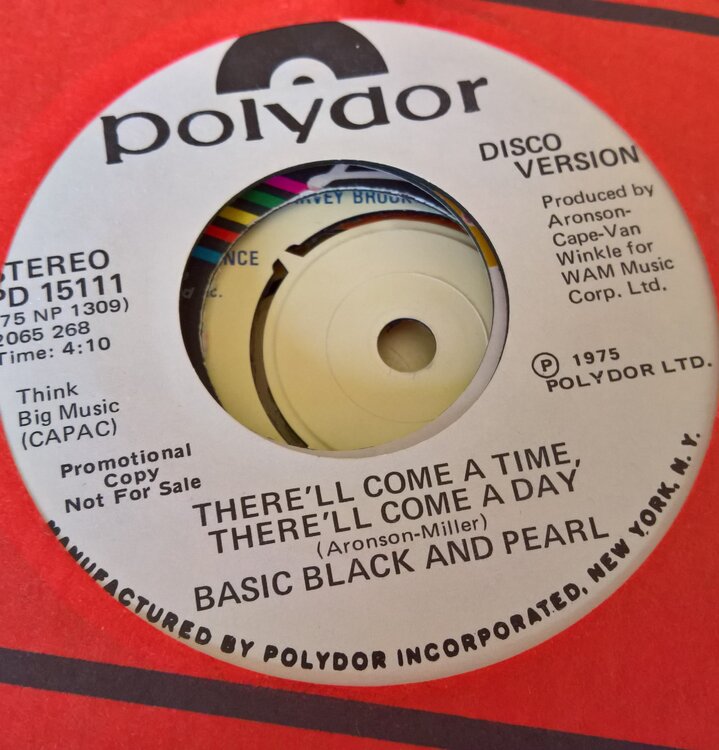 polydor
DISCO
VERSION
Produced by
Aronson-
Cape-Van
Winkle for
WAM Music
Corp. Ltd.
STEREO
PD 15111
(75 NP 1309)
2065 268
Time: 4:10
Think
Big Music
(CAPAC)
Promotional
Copy
Not For Sale
Ⓟ 1975
POLYDOR LTD.
THERE'LL COME A TIME,
THERE'LL COME A DAY
(Aronson-Miller)
BASIC BLACK AND PEARL
MANUFACTURED BY POLYDOR INCORPORATED, NEW YORK, N. Y.